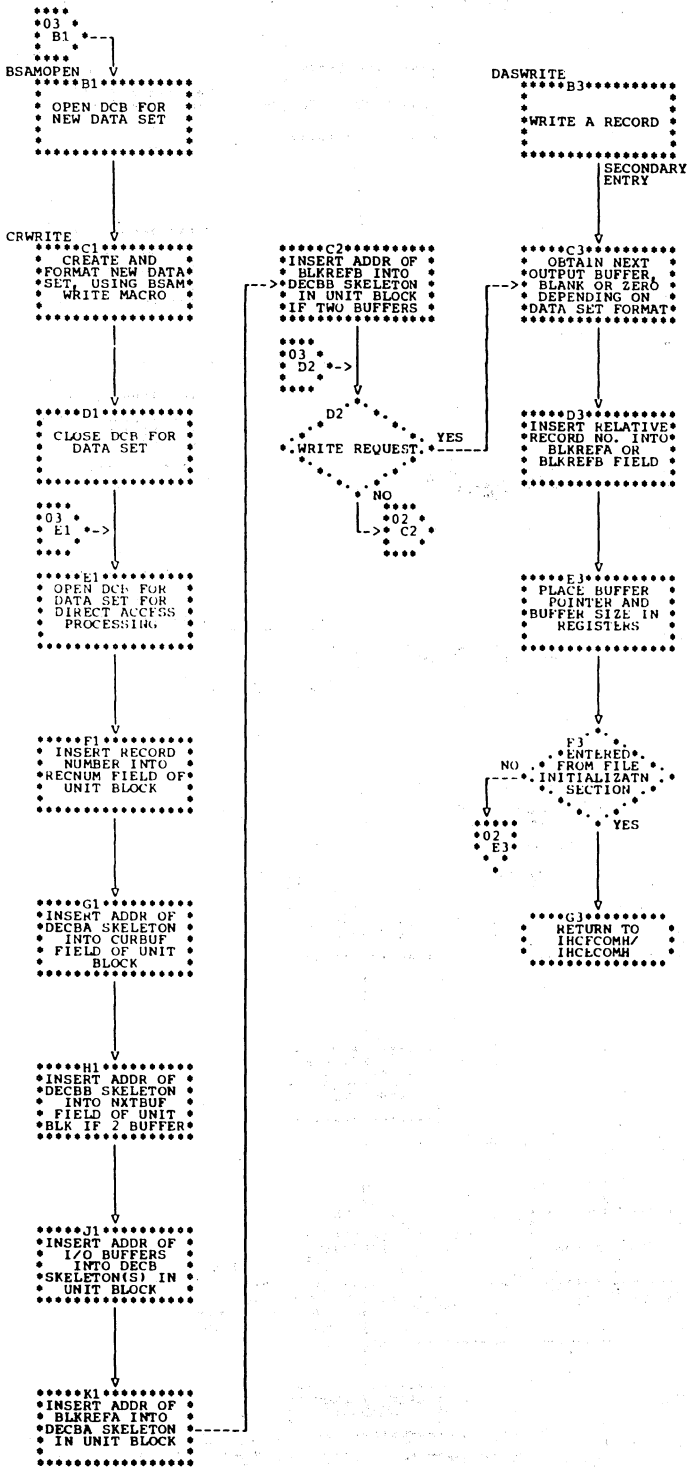 03
B1
BSAMOPEN
B1
OPEN DCB FOR
NEW DATA SET
CRWRITE
C1
CREATE AND
FORMAT NEW DATA
SET, USING BSAM
WRITE MACRO
D1
CLOSE DCB FOR
DATA SET
03
E1
E1
OPEN DCB FOR
DATA SET FOR
DIRECT ACCESS
PROCESSING
F1
INSERT RECORD
NUMBER INTO
RECNUM FIELD OF
UNIT BLOCK
G1
INSERT ADDR OF
DECBA SKELETON
INTO CURBUF
FIELD OF UNIT
BLOCK
H1
INSERT ADDR OF
DECBB SKELETON
INTO NXTBUF
FIELD OF UNIT
BLK IF 2 BUFFER
J1
INSERT ADDR OF
I/O BUFFERS
INTO DECB
SKELETON(S) IN
UNIT BLOCK
K1
INSERT ADDR OF
BLKREFA INTO
DECBA SKELETON
IN UNIT BLOCK
C2
INSERT ADDR OF
BLKREFB INTO
DECBB SKELETON
IN UNIT BLOCK
IF TWO BUFFERS
03
D2
D2
WRITE REQUEST
YES
NO
02
C2
DASWRITE
B3
WRITE A RECORD
SECONDARY
ENTRY
C3
OBTAIN NEXT
OUTPUT BUFFER,
BLANK OR ZERO
DEPENDING ON
DATA SET FORMAT
D3
INSERT RELATIVE
RECORD NO. INTO
BLKREFA OR
BLKREFB FIELD
E3
PLACE BUFFER
POINTER AND
BUFFER SIZE IN
REGISTERS
F3
ENTERED
FROM FILE
INITIALIZATN
SECTION
NO
YES
02
E3
G3
RETURN TO
IHCFCOMH/
IHCECOMH